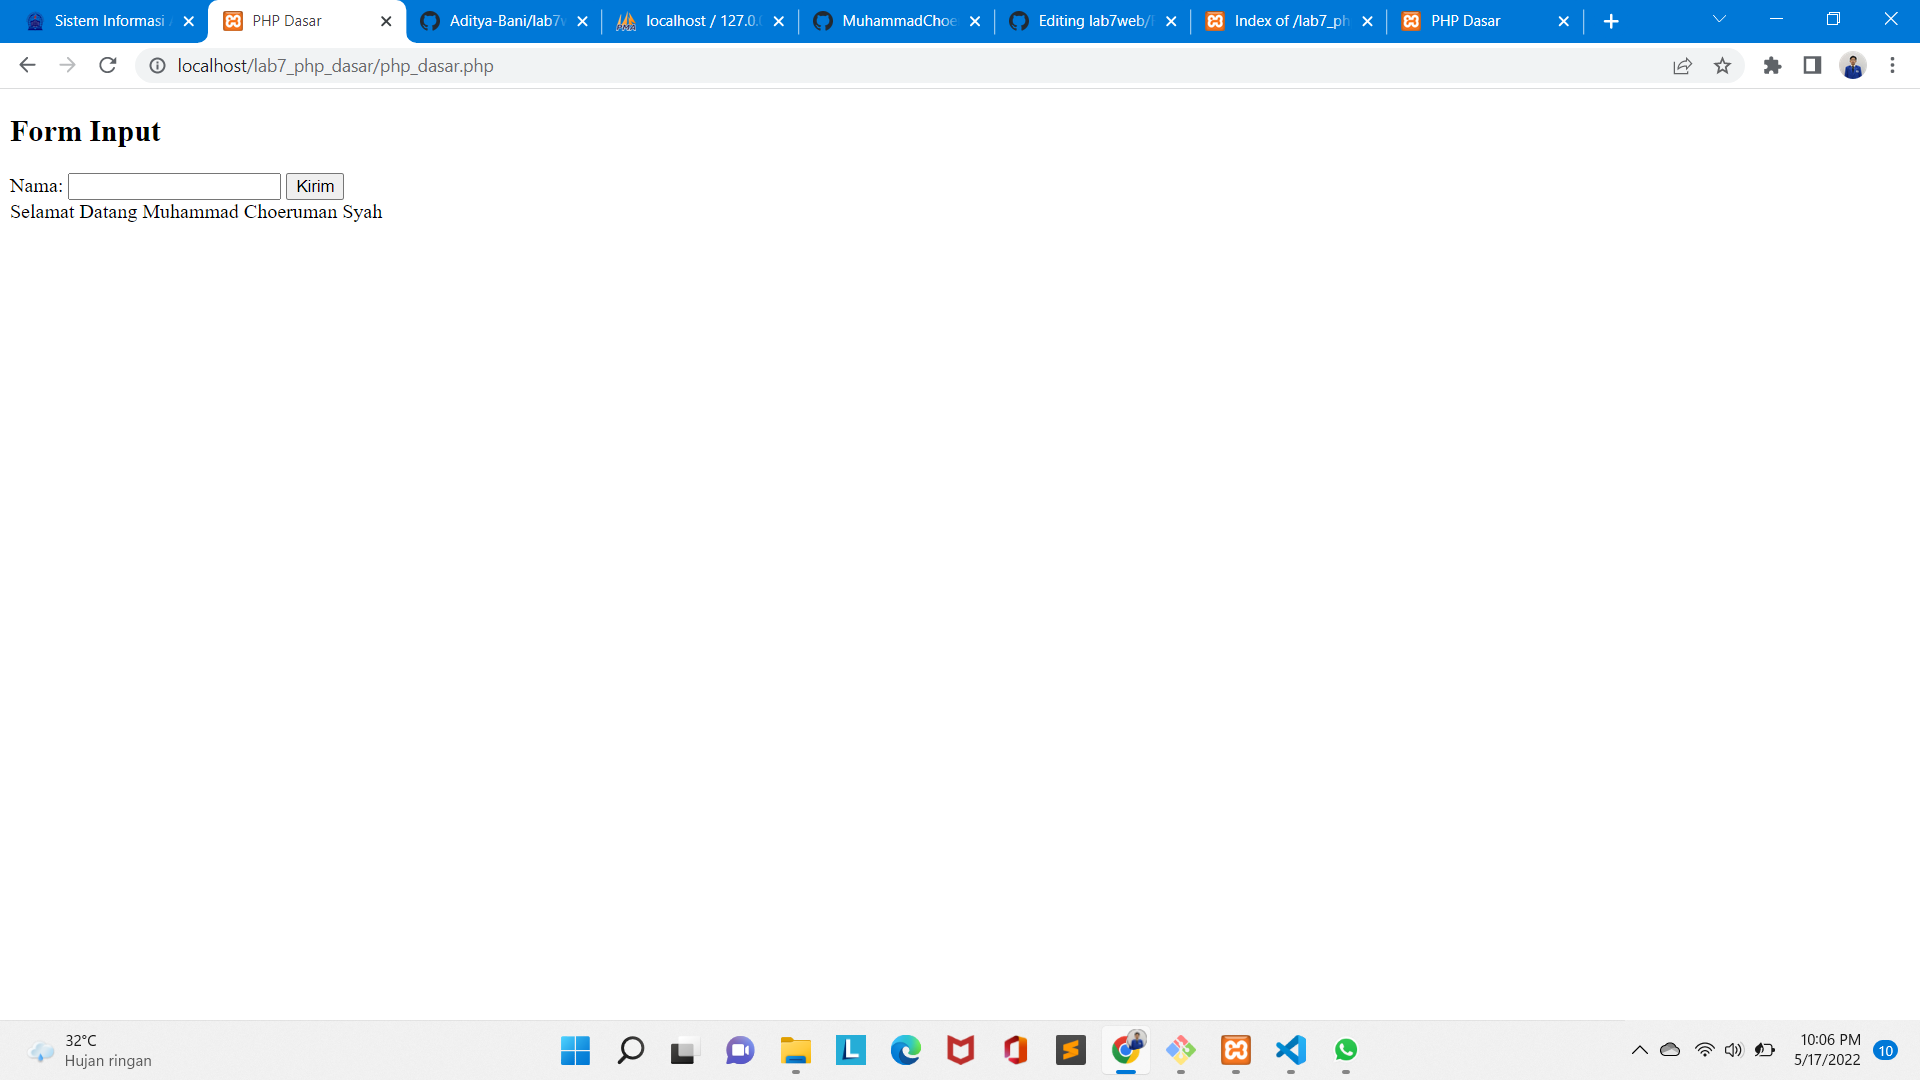 Sistem Informasi
PHP Dasar
Aditya-Bani/lab7w
localhost / 127.0.0
MuhammadChoe
Editing lab7web/
Index of /lab7_ph
PHP Dasar
localhost/lab7_php_dasar/php_dasar.php
Form Input
Nama:
Kirim
Selamat Datang Muhammad Choeruman Syah
32°C
Hujan ringan
10:06 PM
5/17/2022
10